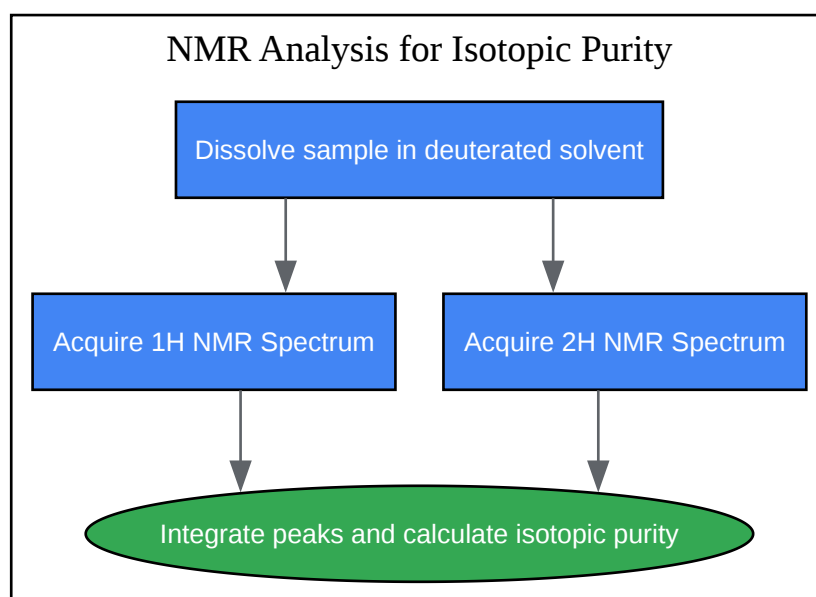 NMR Analysis for Isotopic Purity
Dissolve sample in deuterated solvent
Acquire 1H NMR Spectrum
Acquire 2H NMR Spectrum
Integrate peaks and calculate isotopic purity